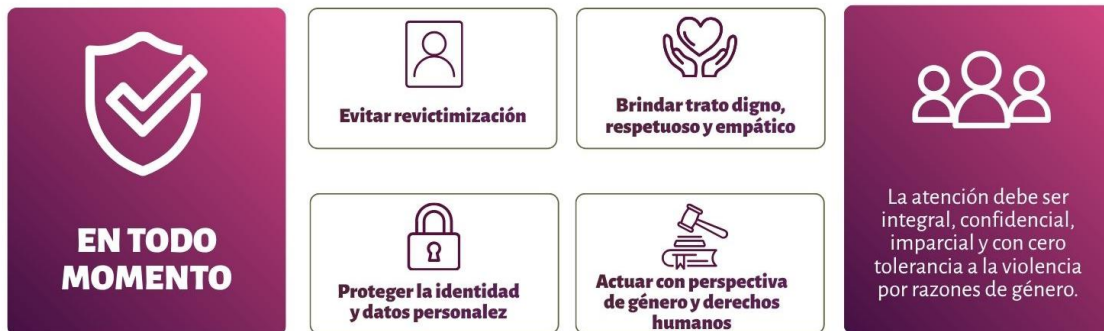 EN TODO
MOMENTO
Evitar revictimización
Brindar trato digno,
respetuoso y empático
Proteger la identidad
y datos personalez
Actuar con perspectiva
de género y derechos
humanos
La atención debe ser
integral, confidencial,
imparcial y con cero
tolerancia a la violencia
por razones de género.